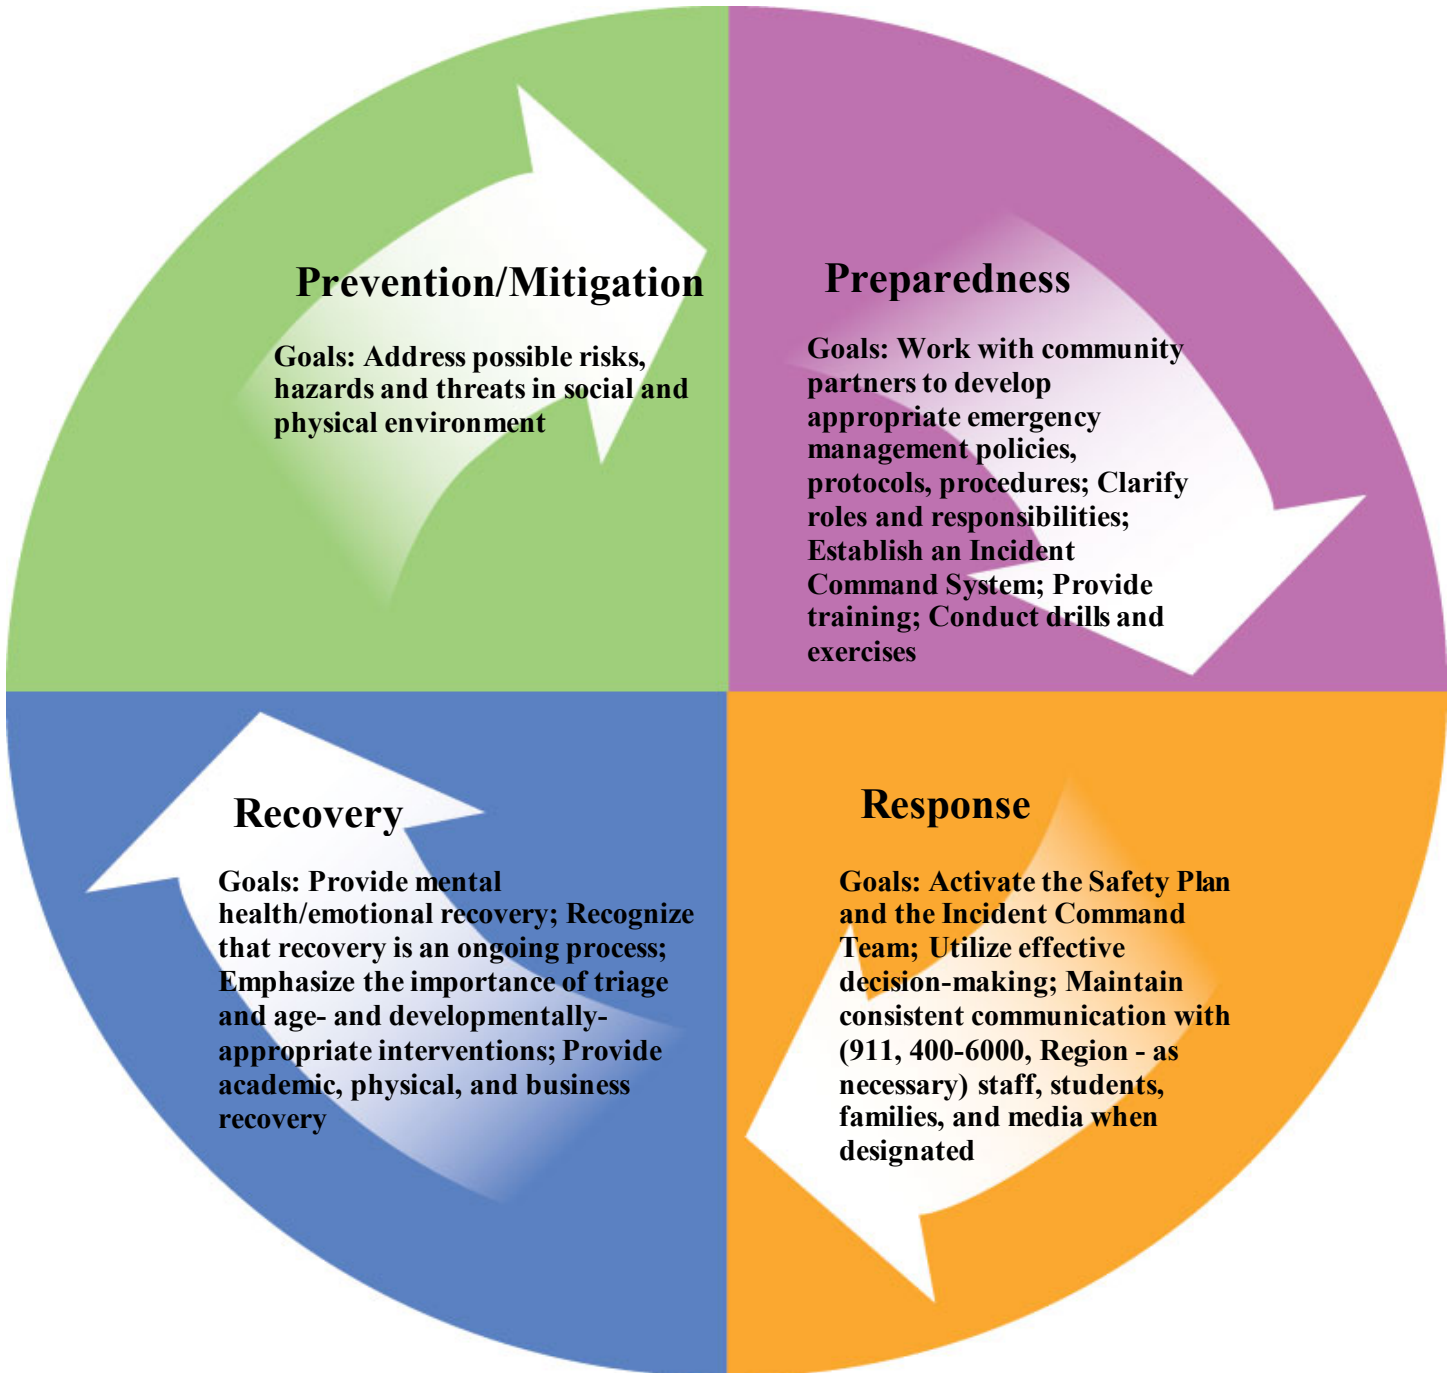 Prevention/Mitigation
Goals: Address possible risks,
hazards and threats in social and
physical environment
Preparedness
Goals: Work with community
partners to develop
appropriate emergency
management policies,
protocols, procedures; Clarify
roles and responsibilities;
Establish an Incident
Command System; Provide
training; Conduct drills and
exercises
Recovery
Goals: Provide mental
health/emotional recovery; Recognize
that recovery is an ongoing process;
Emphasize the importance of triage
and age- and developmentally-
appropriate interventions; Provide
academic, physical, and business
recovery
Response
Goals: Activate the Safety Plan
and the Incident Command
Team; Utilize effective
decision-making; Maintain
consistent communication with
(911, 400-6000, Region - as
necessary) staff, students,
families, and media when
designated